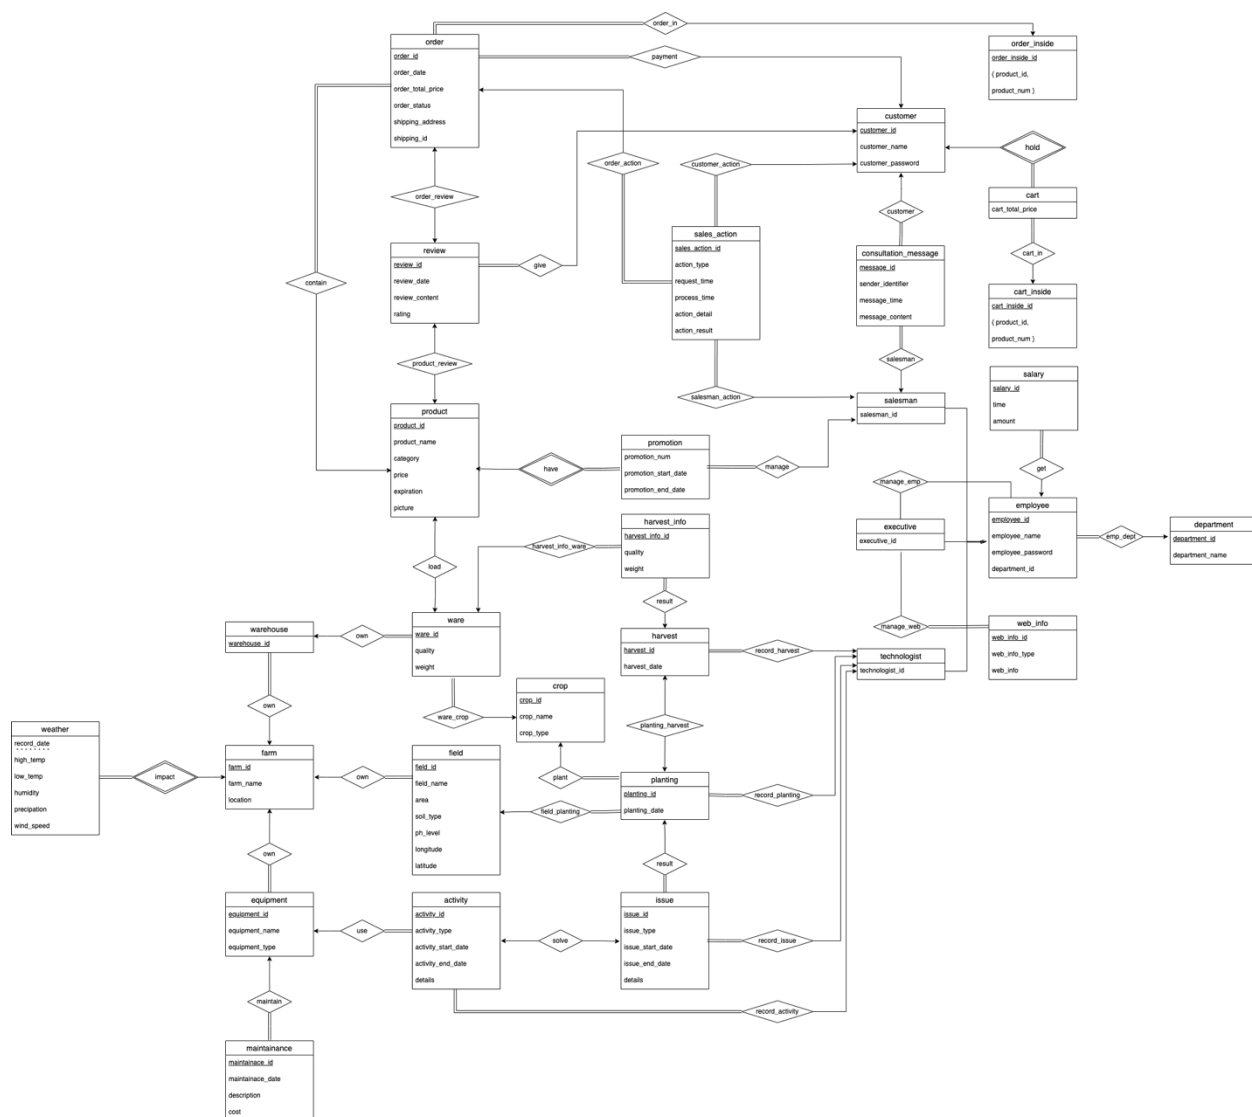 order_in
order
order_id
order_date
order_total_price
order_status
shipping_address
shipping_id
payment
order_inside
order_inside_id
{ product_id,
product_num }
customer
customer_id
customer_name
customer_password
hold
cart
cart_total_price
cart_in
cart_inside
cart_inside_id
{ product_id,
product_num }
contain
order_review
order_action
customer_action
customer
review
review_id
review_date
review_content
rating
give
sales_action
sales_action_id
action_type
request_time
process_time
action_detail
action_result
consultation_message
message_id
sender_identifier
message_time
message_content
product_review
salesman_action
salesman
salesman
salesman_id
salary
salary_id
time
amount
get
product
product_id
product_name
category
price
expiration
picture
have
promotion
promotion_num
promotion_start_date
promotion_end_date
manage
manage_emp
executive
executive_id
employee
employee_id
employee_name
employee_password
department_id
emp_dept
department
department_id
department_name
load
harvest_info_ware
harvest_info
harvest_info_id
quality
weight
result
manage_web
web_info
web_info_id
web_info_type
web_info
warehouse
warehouse_id
own
ware
ware_id
quality
weight
harvest
harvest_id
harvest_date
record_harvest
technologist
technologist_id
own
ware_crop
crop
crop_id
crop_name
crop_type
planting_harvest
weather
record_date
high_temp
low_temp
humidity
precipation
wind_speed
impact
farm
farm_id
farm_name
location
own
field
field_id
field_name
area
soil_type
ph_level
longitude
latitude
plant
field_planting
planting
planting_id
planting_date
record_planting
own
result
equipment
equipment_id
equipment_name
equipment_type
use
activity
activity_id
activity_type
activity_start_date
activity_end_date
details
solve
issue
issue_id
issue_type
issue_start_date
issue_end_date
details
record_issue
maintain
record_activity
maintainance
maintainace_id
maintainace_date
description
cost